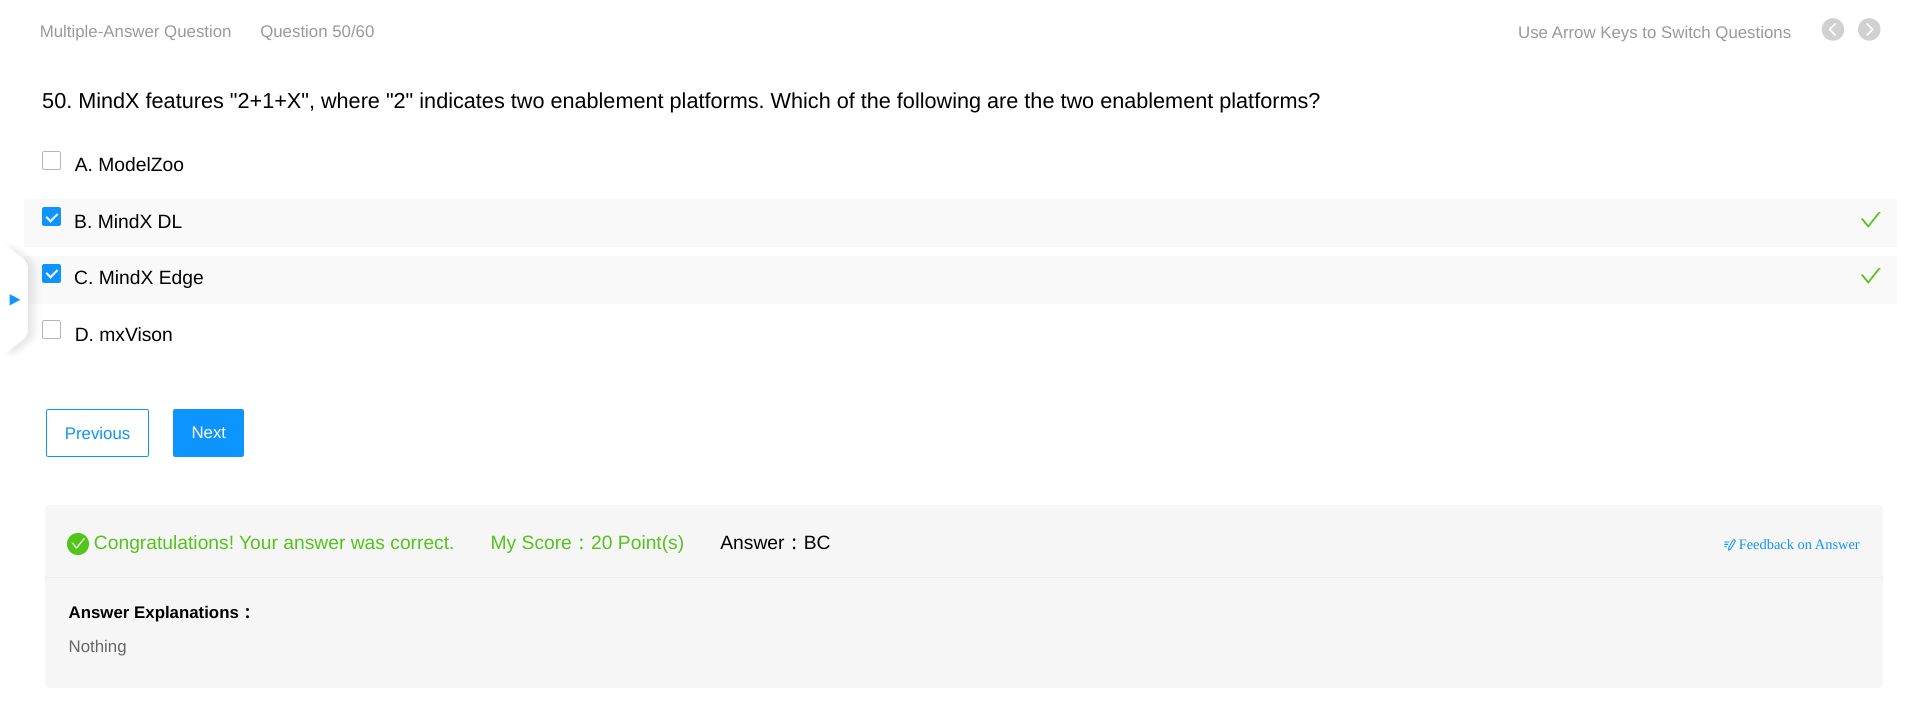 Multiple-Answer Question Question 50/60 Use Arrow Keys to Switch Questions
50. MindX features "2+1+X", where "2" indicates two enablement platforms. Which of the following are the two enablement platforms?
A. ModelZoo
B. MindX DL
C. MindX Edge
D. mxVison
Previous Next
Congratulations! Your answer was correct. My Score：20 Point(s) Answer：BC Feedback on Answer
Answer Explanations：
Nothing